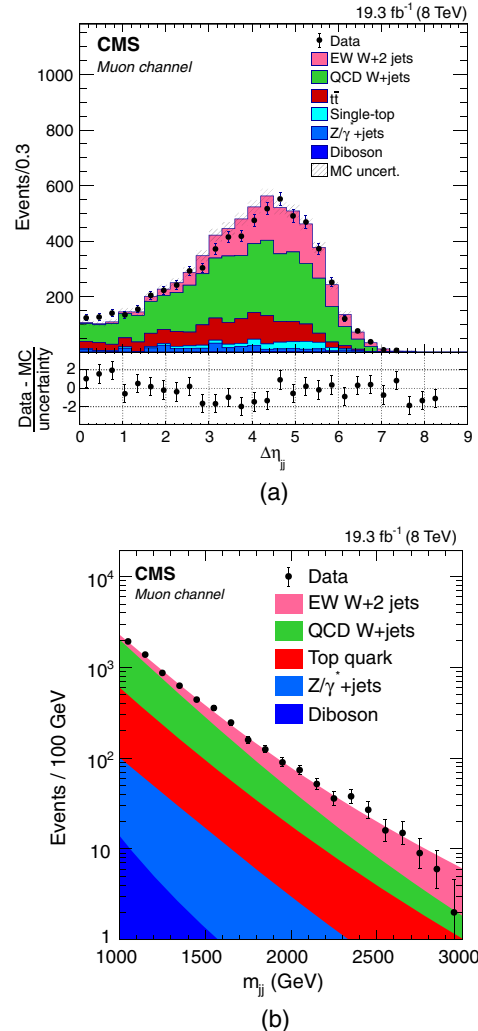 19.3 fb⁻¹ (8 TeV)
CMS
Muon channel
Data
EW W+2 jets
QCD W+jets
tt̅
Single-top
Z/γ*+jets
Diboson
MC uncert.
Events/0.3
1000
800
600
400
200
Data - MC
uncertainty
2
0
-2
0 1 2 3 4 5 6 7 8 9
Δηjj
(a)
19.3 fb⁻¹ (8 TeV)
CMS
Muon channel
Data
EW W+2 jets
QCD W+jets
Top quark
Z/γ*+jets
Diboson
Events / 100 GeV
10⁴
10³
10²
10
1
1000 1500 2000 2500 3000
mjj (GeV)
(b)